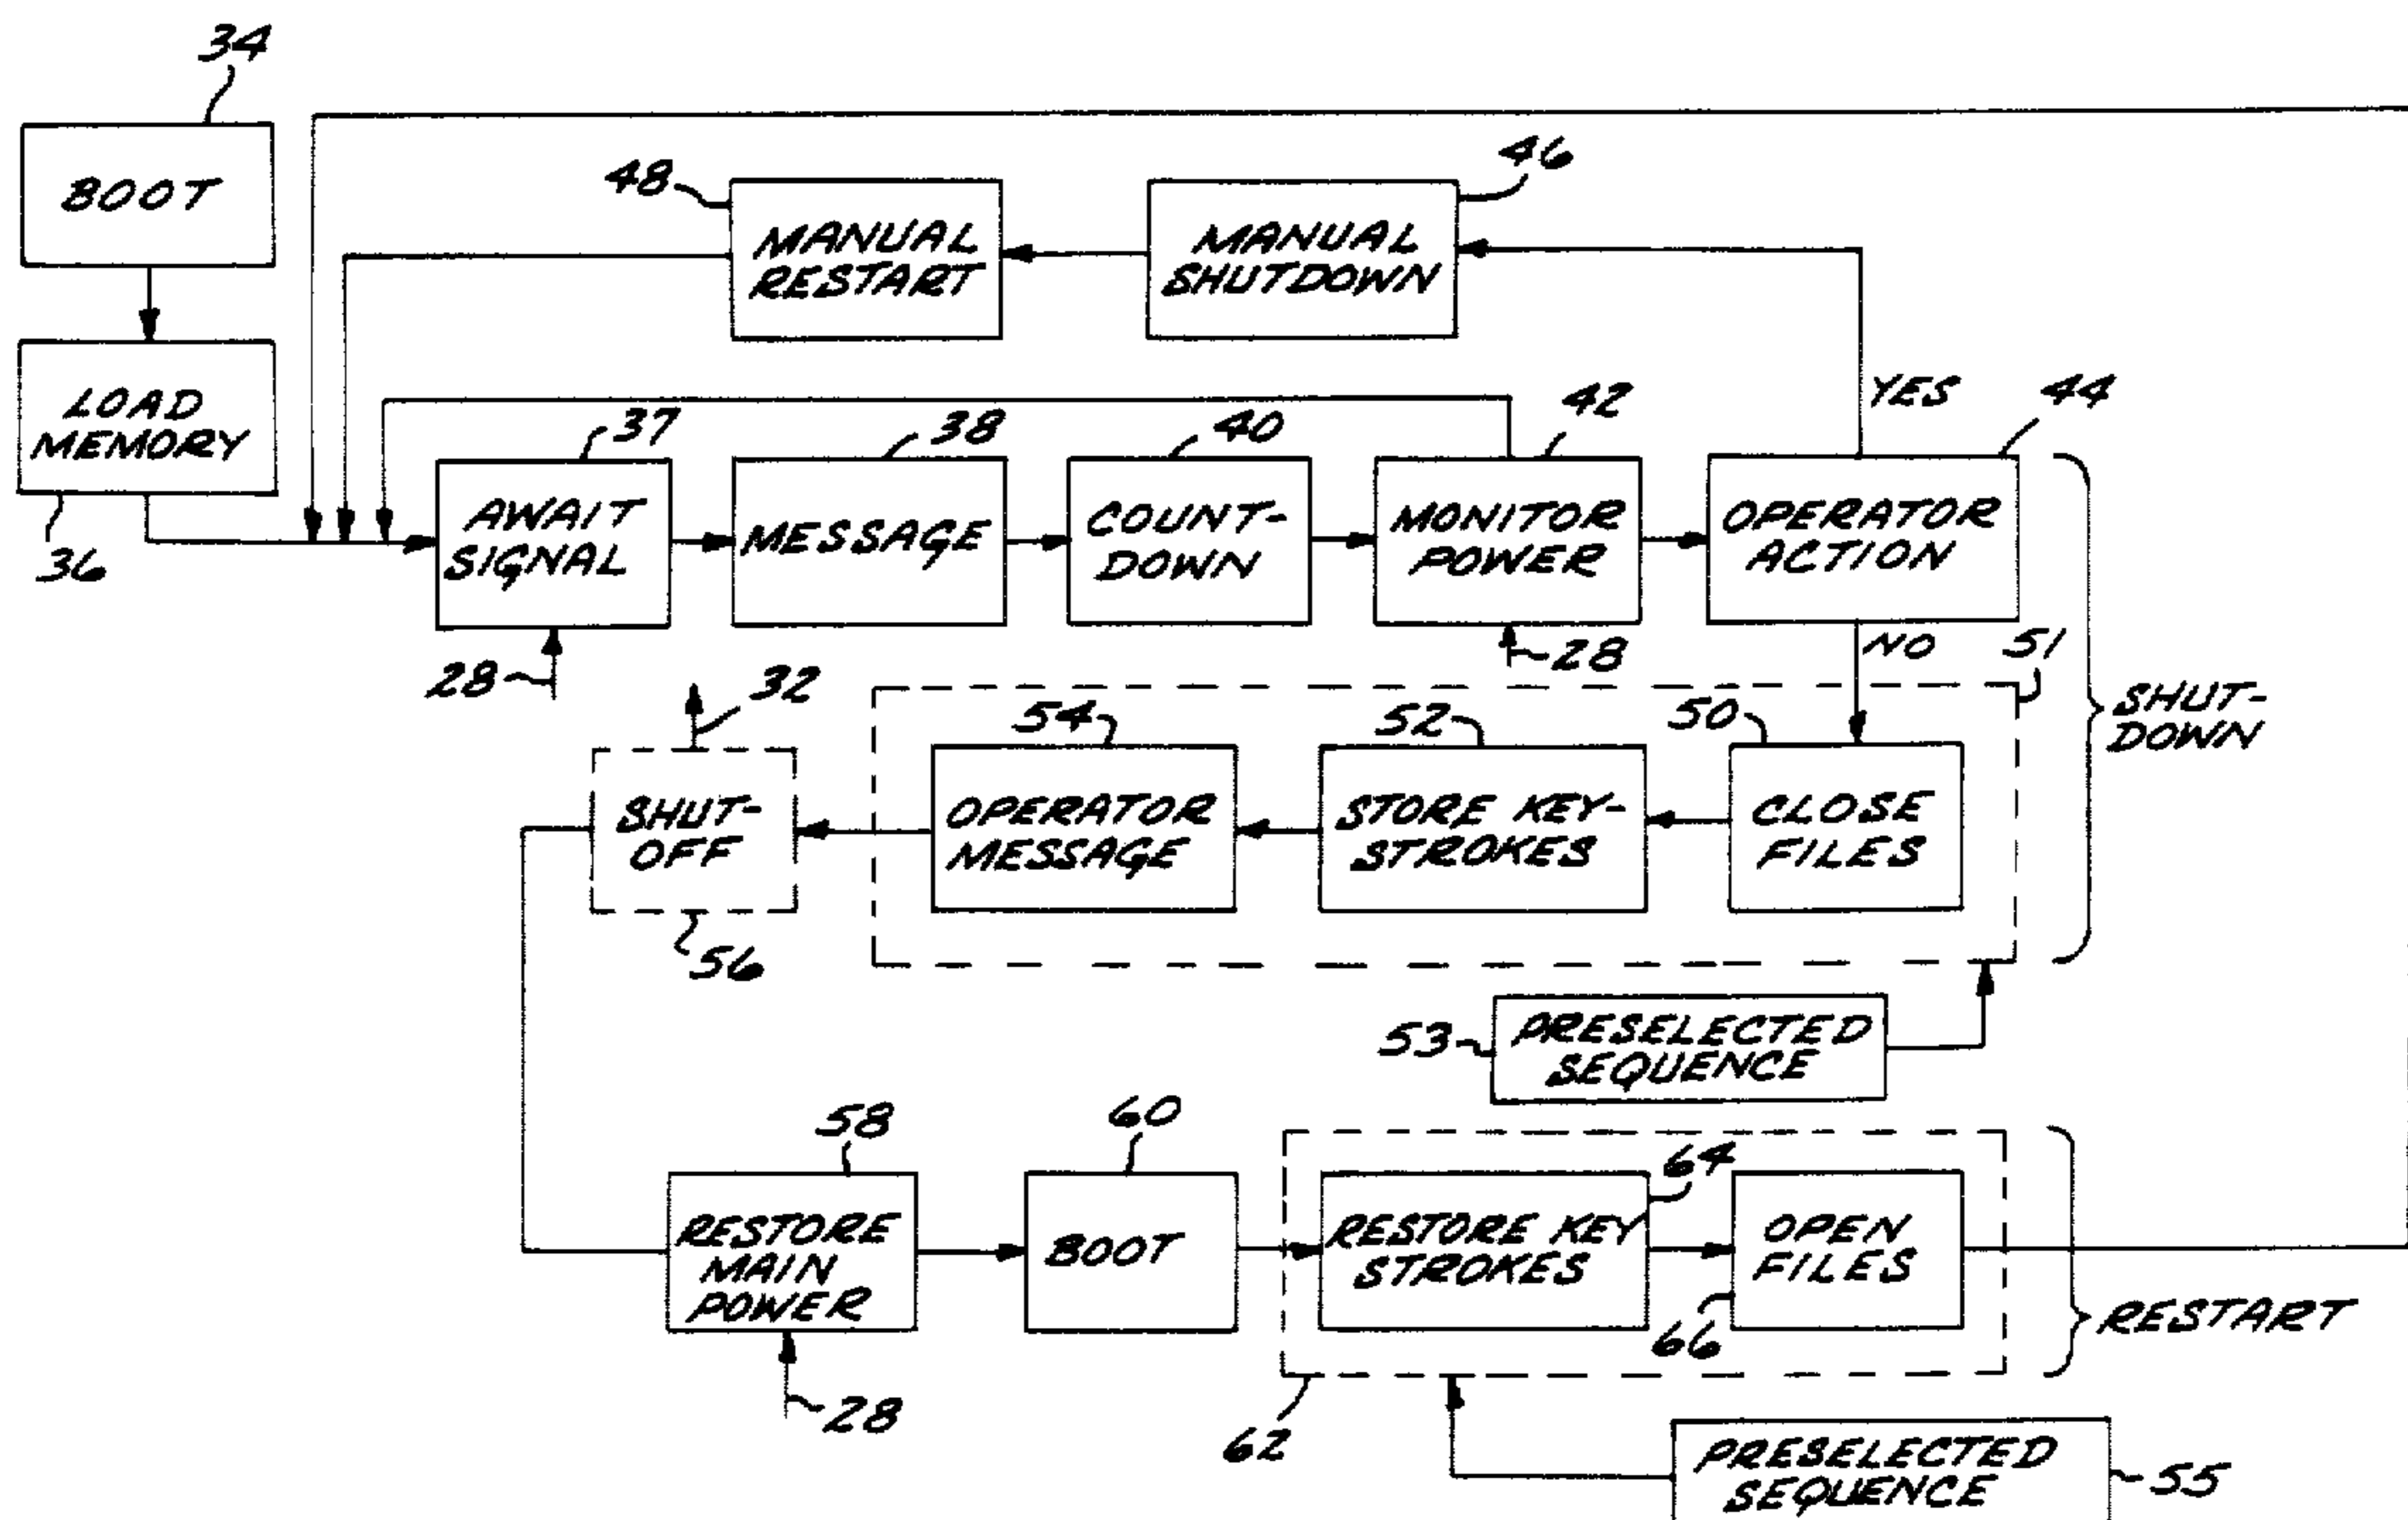 34
BOOT
46
48
MANUAL
RESTART
MANUAL
SHUTDOWN
LOAD
MEMORY
36
YES
37
38
40
42
44
AWAIT
SIGNAL
MESSAGE
COUNT-
DOWN
MONITOR
POWER
OPERATOR
ACTION
28
28
NO
51
SHUT-
DOWN
32
54
52
50
SHUT-
OFF
OPERATOR
MESSAGE
STORE KEY-
STROKES
CLOSE
FILES
56
53
PRESELECTED
SEQUENCE
58
60
64
RESTORE
MAIN
POWER
BOOT
RESTORE KEY
STROKES
OPEN
FILES
66
RESTART
28
62
PRESELECTED
SEQUENCE
55